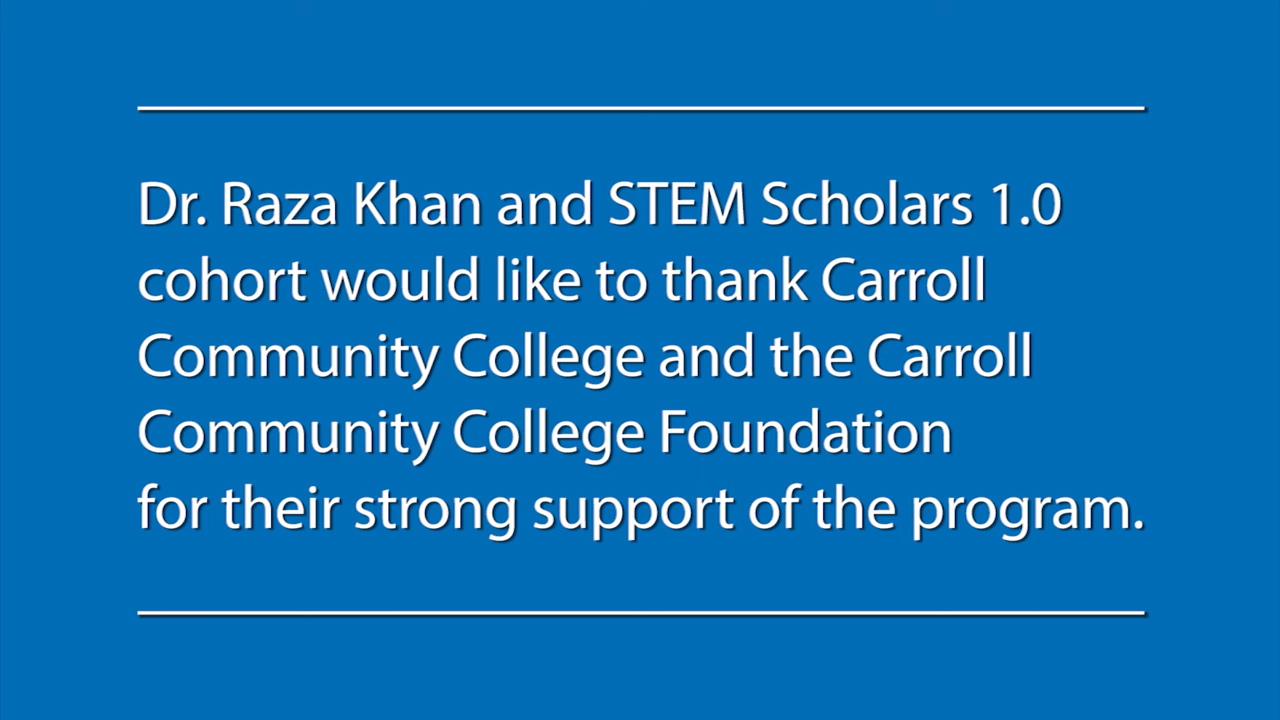 Dr. Raza Khan and STEM Scholars 1.0
cohort would like to thank Carroll
Community College and the Carroll
Community College Foundation
for their strong support of the program.